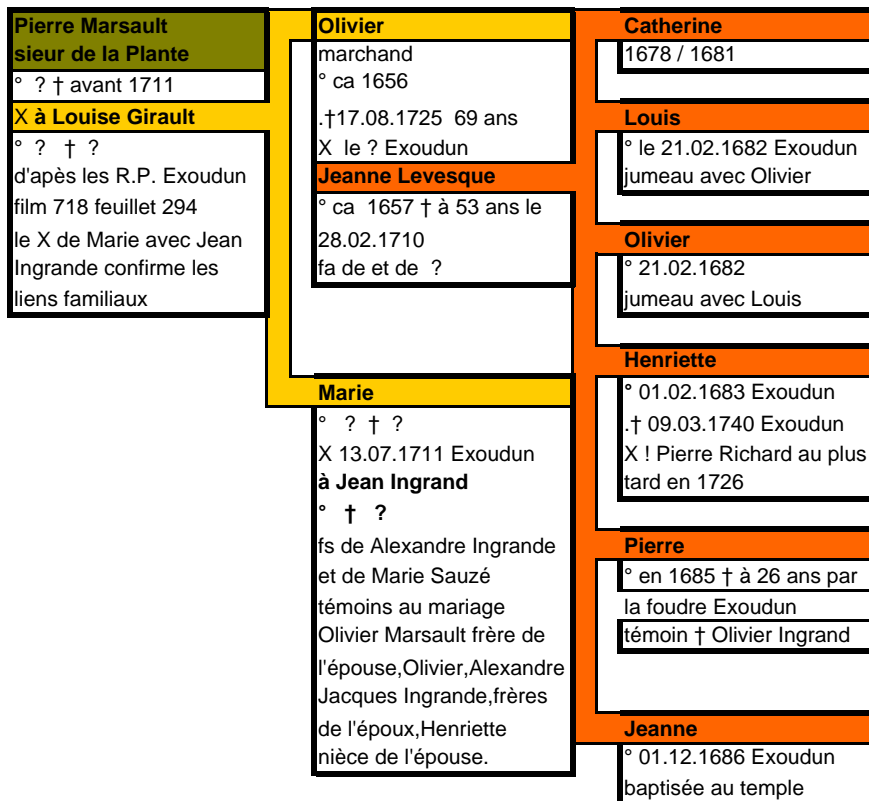 Pierre Marsault
sieur de la Plante
° ? † avant 1711
X à Louise Girault
° ? † ?
d'apès les R.P. Exoudun
film 718 feuillet 294
le X de Marie avec Jean
Ingrande confirme les
liens familiaux
Olivier
marchand
° ca 1656
.†17.08.1725 69 ans
X le ? Exoudun
Jeanne Levesque
° ca 1657 † à 53 ans le
28.02.1710
fa de et de ?
Marie
° ? † ?
X 13.07.1711 Exoudun
à Jean Ingrand
° † ?
fs de Alexandre Ingrande
et de Marie Sauzé
témoins au mariage
Olivier Marsault frère de
l'épouse,Olivier,Alexandre
Jacques Ingrande,frères
de l'époux,Henriette
nièce de l'épouse.
Catherine
1678 / 1681
Louis
° le 21.02.1682 Exoudun
jumeau avec Olivier
Olivier
° 21.02.1682
jumeau avec Louis
Henriette
° 01.02.1683 Exoudun
.† 09.03.1740 Exoudun
X ! Pierre Richard au plus
tard en 1726
Pierre
° en 1685 † à 26 ans par
la foudre Exoudun
témoin † Olivier Ingrand
Jeanne
° 01.12.1686 Exoudun
baptisée au temple